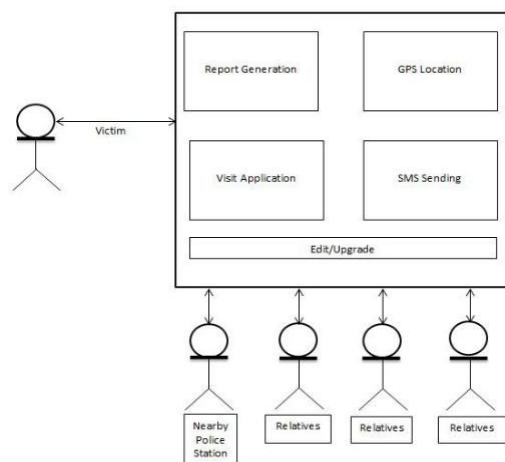 Report Generation
GPS Location
Victim
Visit Application
SMS Sending
Edit/Upgrade
Nearby
Police
Station
Relatives
Relatives
Relatives